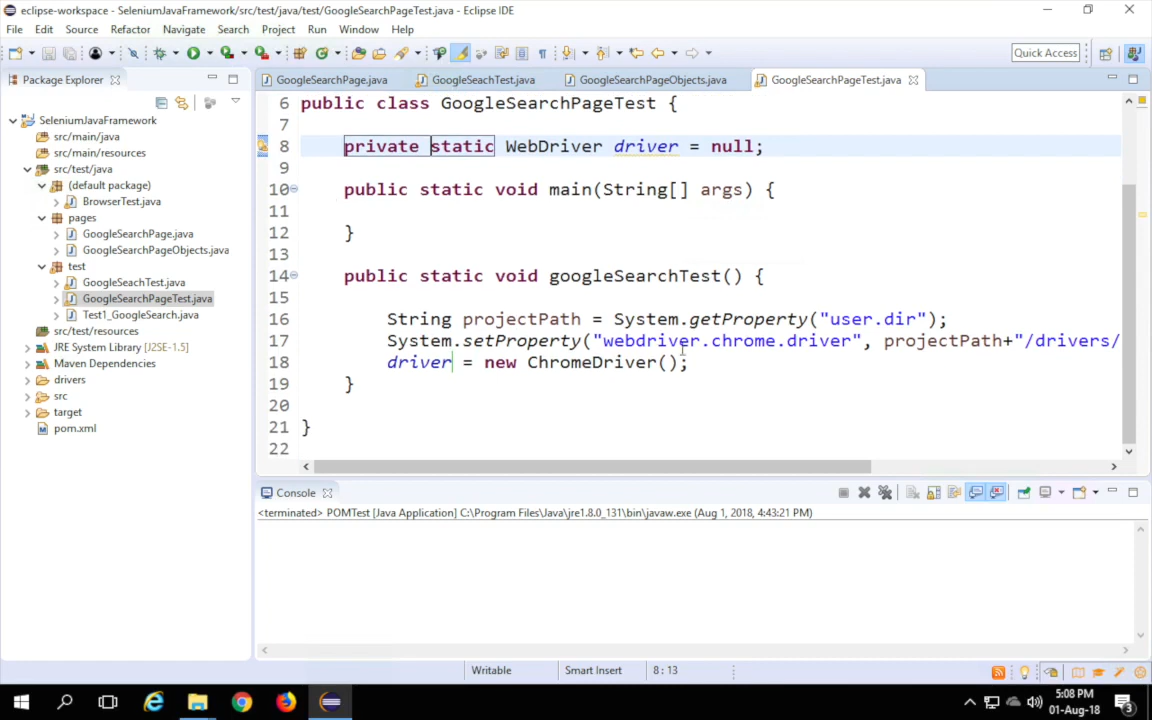 eclipse-workspace - SeleniumJavaFramework/src/test/java/test/GoogleSearchPageTest.java - Eclipse IDE
File Edit Source Refactor Navigate Search Project Run Window Help
Quick Access
Package Explorer
GoogleSearchPage.java GoogleSeachTest.java GoogleSearchPageObjects.java GoogleSearchPageTest.java
SeleniumJavaFramework
src/main/java
src/main/resources
src/test/java
(default package)
BrowserTest.java
pages
GoogleSearchPage.java
GoogleSearchPageObjects.java
test
GoogleSeachTest.java
GoogleSearchPageTest.java
Test1_GoogleSearch.java
src/test/resources
JRE System Library [J2SE-1.5]
Maven Dependencies
drivers
src
target
pom.xml
6 public class GoogleSearchPageTest {
7
8 private static WebDriver driver = null;
9
10 public static void main(String[] args) {
11
12 }
13
14 public static void googleSearchTest() {
15
16 String projectPath = System.getProperty("user.dir");
17 System.setProperty("webdriver.chrome.driver", projectPath+"/drivers/
18 driver = new ChromeDriver();
19 }
20
21 }
22
Console
<terminated> POMTest [Java Application] C:\Program Files\Java\jre1.8.0_131\bin\javaw.exe (Aug 1, 2018, 4:43:21 PM)
Writable Smart Insert 8 : 13
5:08 PM
01-Aug-18
3